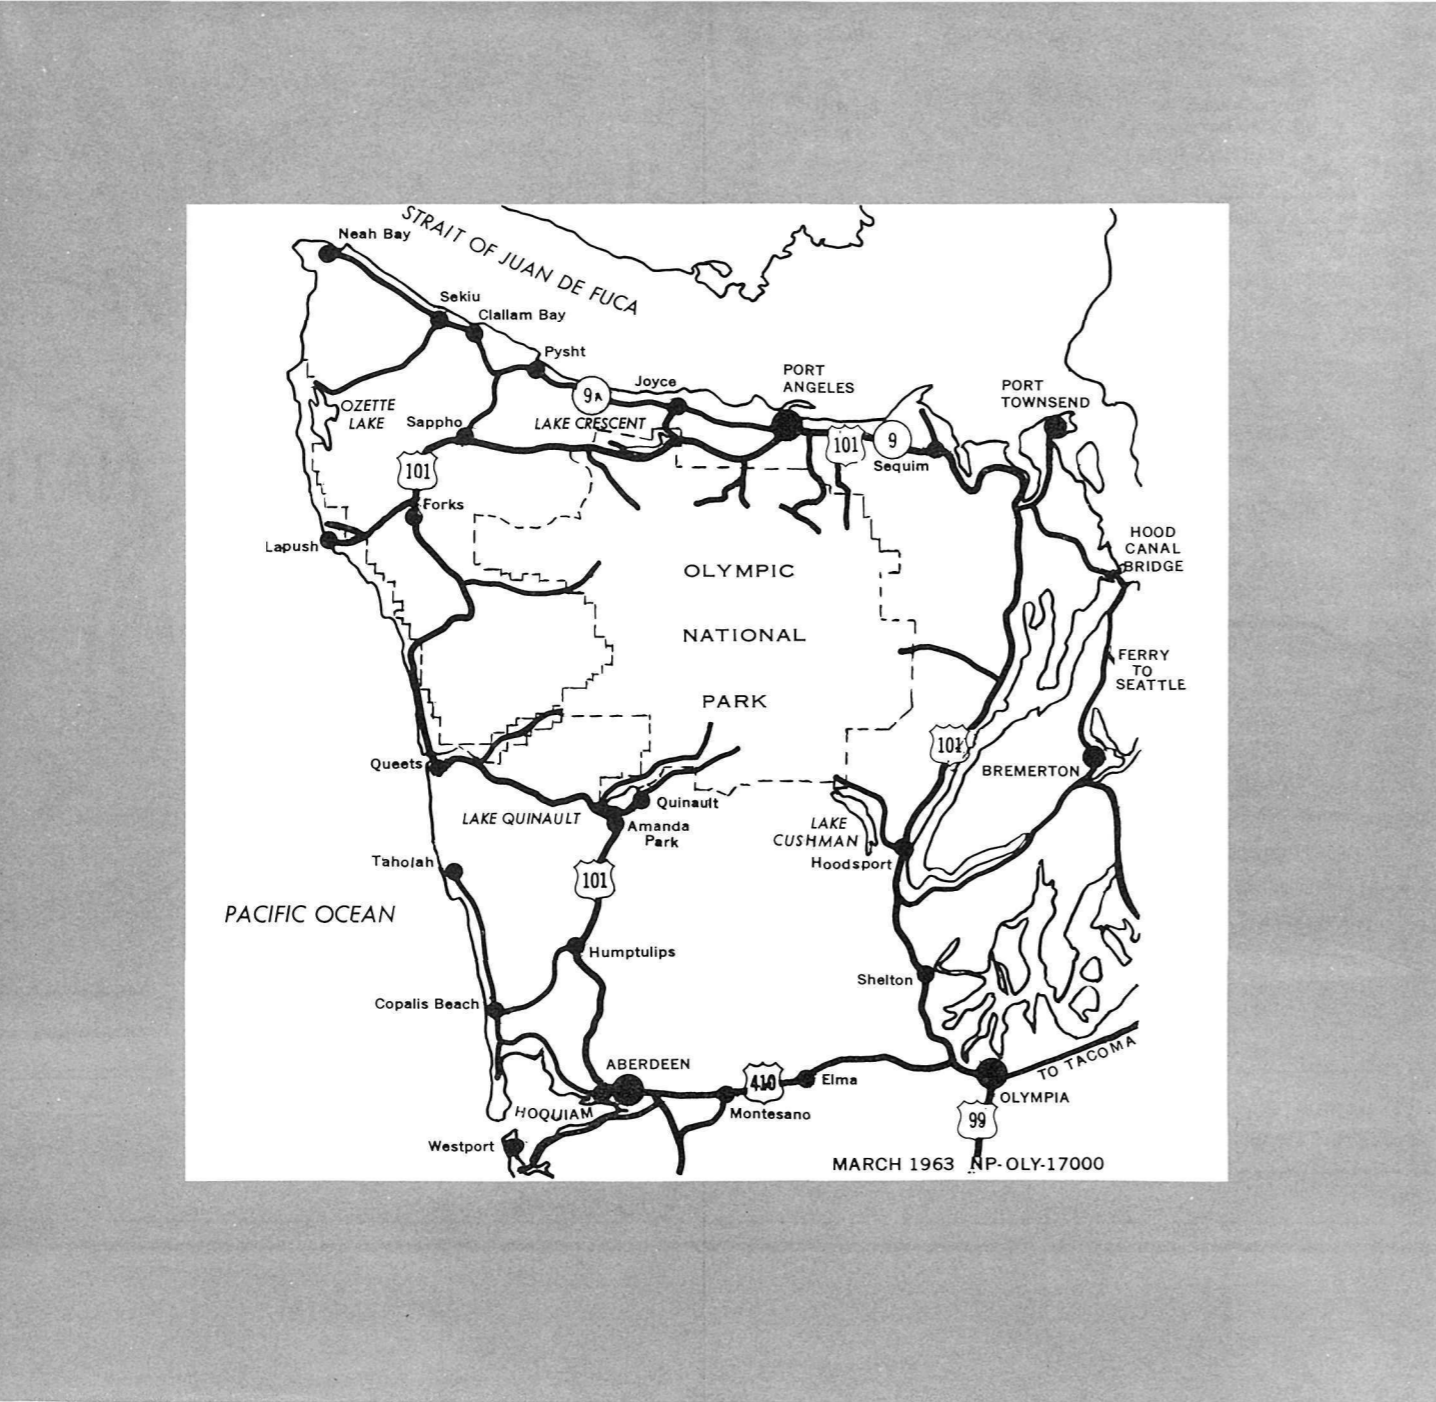 STRAIT OF JUAN DE FUCA
Neah Bay
Sekiu
Clallam Bay
Pysht
9A
Joyce
PORT
ANGELES
PORT
TOWNSEND
OZETTE
LAKE
Sappho
LAKE CRESCENT
101
9
Sequim
101
Forks
Lapush
HOOD
CANAL
BRIDGE
OLYMPIC
NATIONAL
PARK
FERRY
TO
SEATTLE
101
BREMERTON
Queets
LAKE QUINAULT
Quinault
Amanda
Park
LAKE
CUSHMAN
Hoodsport
Taholah
101
PACIFIC OCEAN
Humptulips
Shelton
Copalis Beach
ABERDEEN
410
Elma
TO TACOMA
OLYMPIA
HOQUIAM
Montesano
99
Westport
MARCH 1963 NP-OLY-17000